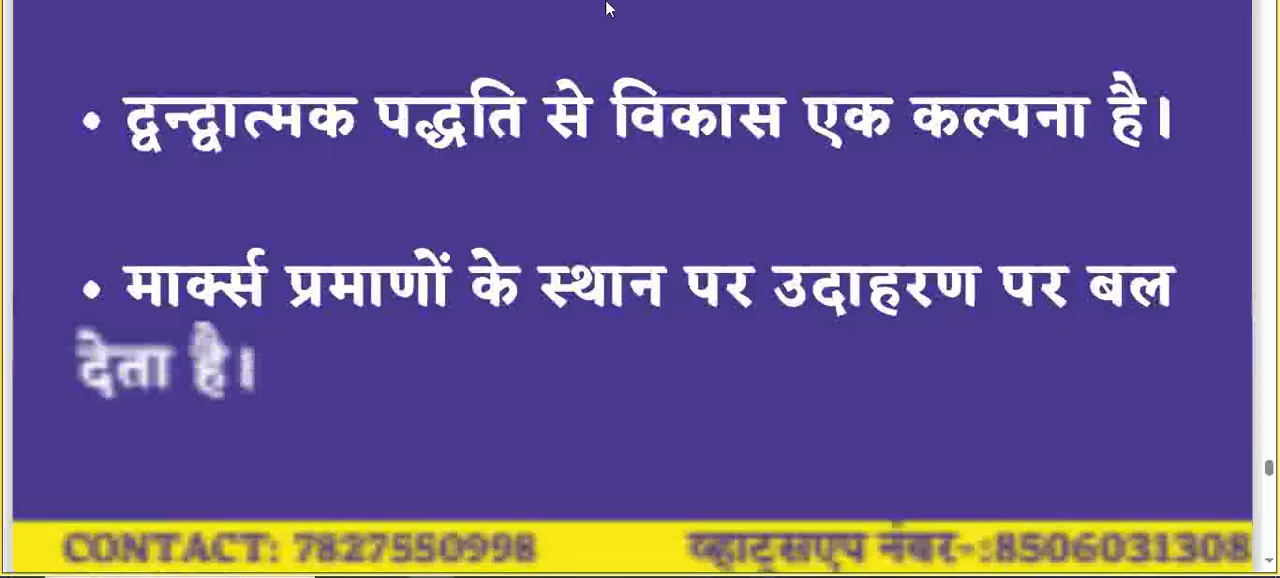 • द्वन्द्वात्मक पद्धति से विकास एक कल्पना है।
• मार्क्स प्रमाणों के स्थान पर उदाहरण पर बल
देता है।
CONTACT: 7827550998 व्हाट्सएप नंबर-:8506031308